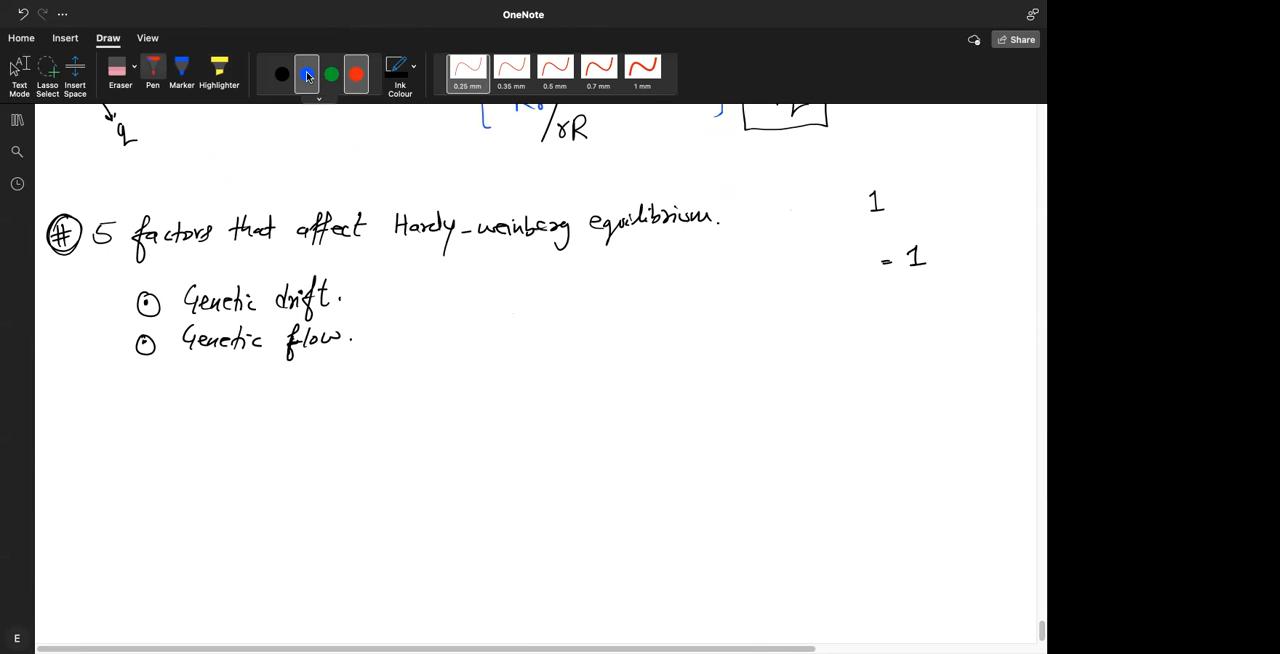 OneNote
Home Insert Draw View
Share
Text Mode
Lasso Select
Insert Space
Eraser
Pen
Marker
Highlighter
Ink Colour
0.25 mm
0.35 mm
0.5 mm
0.7 mm
1 mm
q
/rR
5 factors that affect Hardy-weinberg equilibrium.
1
= 1
Genetic drift.
Genetic flow.
E